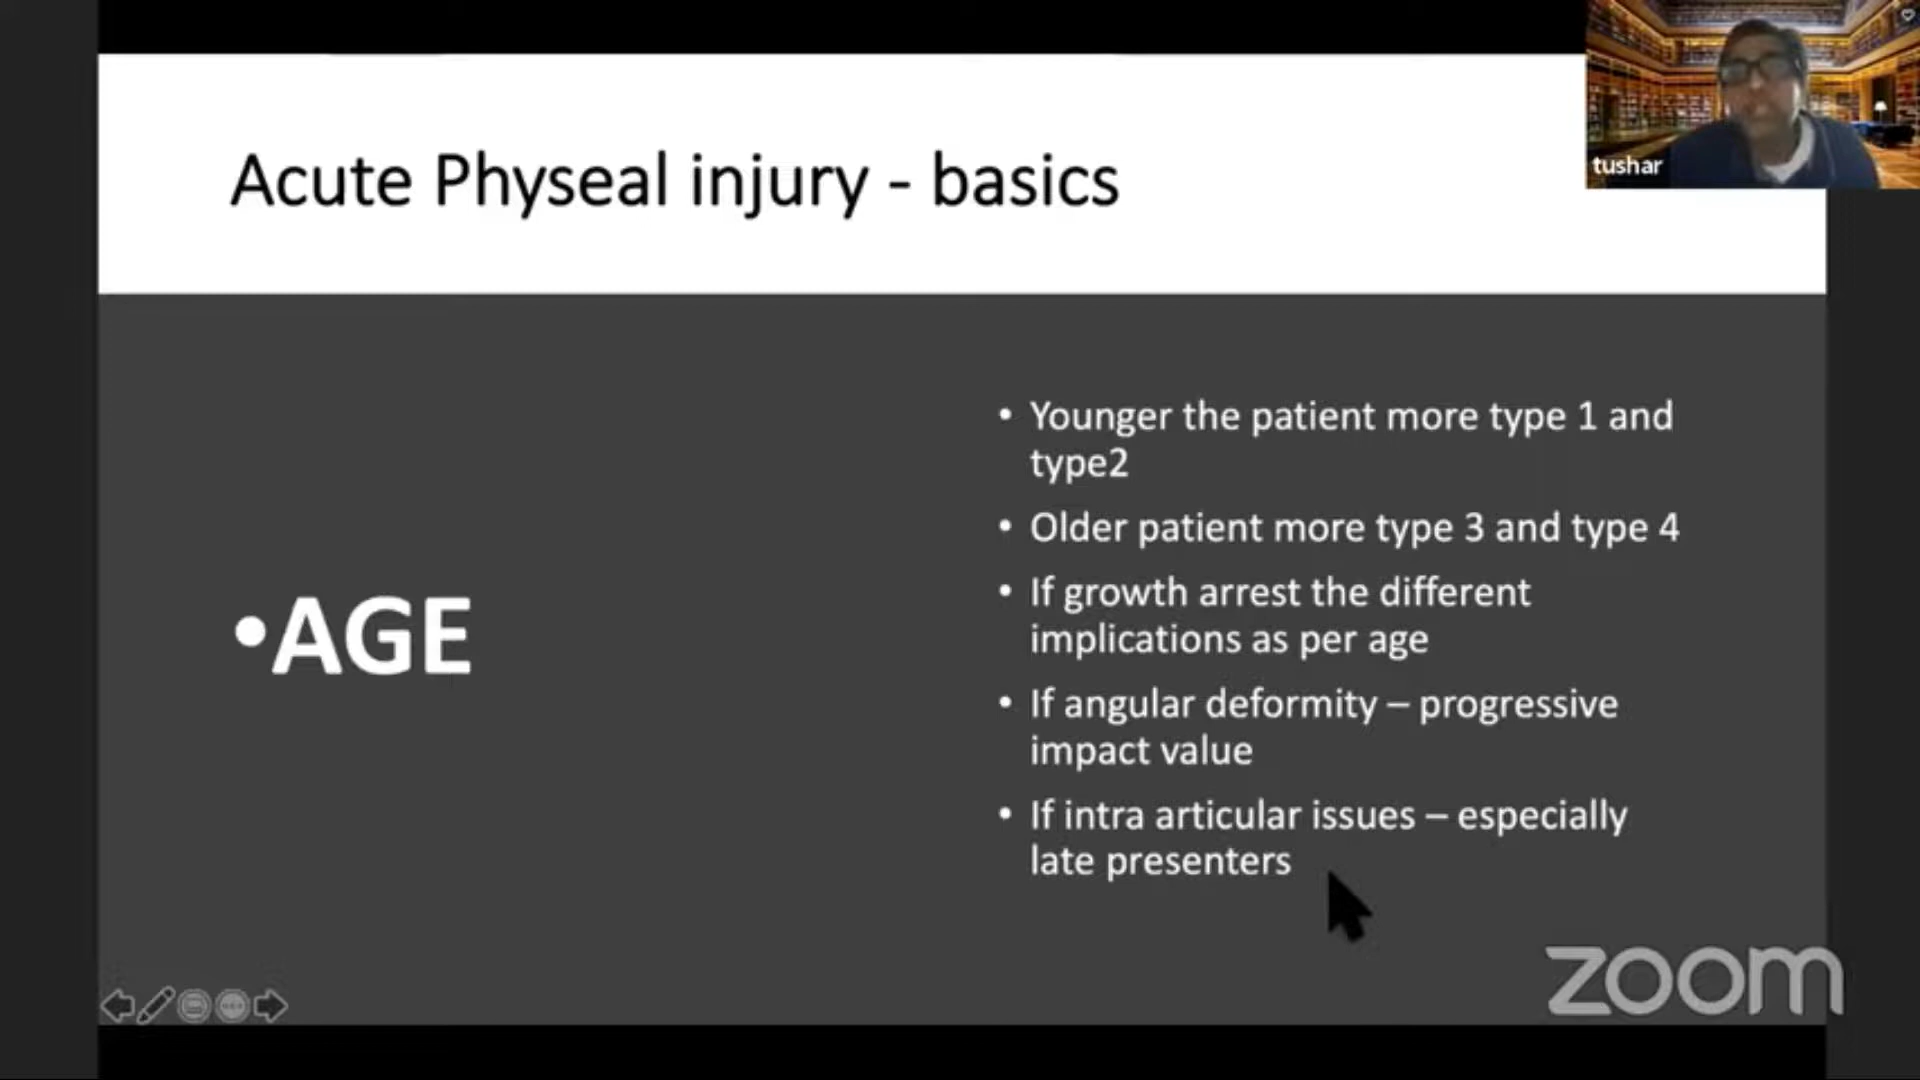 tushar
Acute Physeal injury - basics
•AGE
• Younger the patient more type 1 and
type2
• Older patient more type 3 and type 4
• If growth arrest the different
implications as per age
• If angular deformity – progressive
impact value
• If intra articular issues – especially
late presenters
zoom